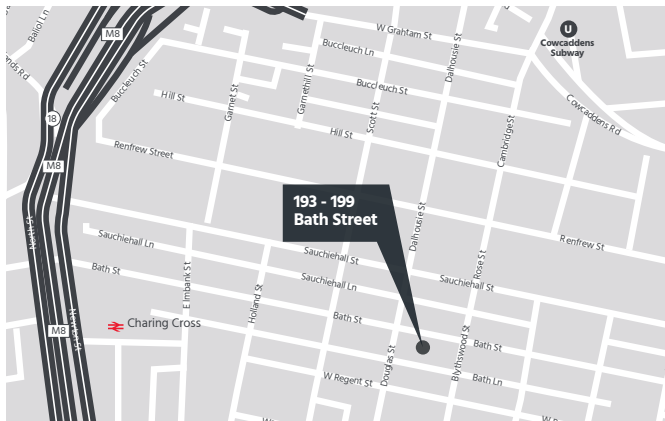 Baliol Ln
M8
W Graham St
U
Cowcaddens
Subway
Buccleuch Ln
Dalhousie St
Buccleuch St
Garnethill St
Buccleuch St
Garnet St
Hill St
Scott St
Cowcaddens Rd
18
Hill St
Cambridge St
Renfrew Street
M8
193 - 199
Bath Street
Dalhousie St
North St
Renfrew St
Sauchiehall Ln
Sauchiehall St
Rose St
Bath St
Elmbank St
Sauchiehall Ln
Sauchiehall St
Holland St
Bath St
Newton St
M8
Charing Cross
Blythswood St
Bath St
Douglas St
W Regent St
Bath Ln